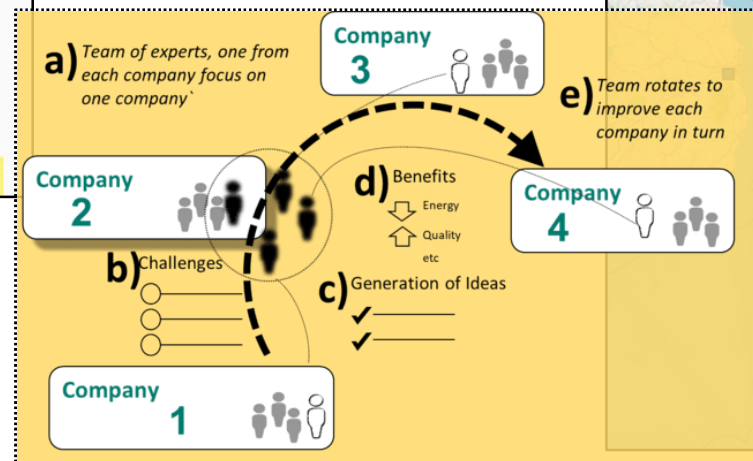 a) Team of experts, one from
each company focus on
one company`
Company
3
e) Team rotates to
improve each
company in turn
Company
2
d) Benefits
Energy
Quality
etc
Company
4
b) Challenges
c) Generation of Ideas
Company
1